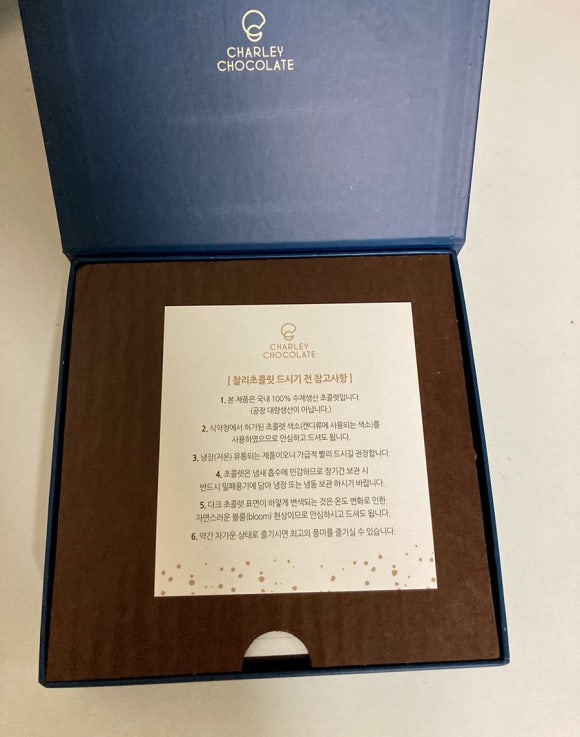 CHARLEY
CHOCOLATE
CHARLEY
CHOCOLATE
[ 찰리초콜릿 드시기 전 참고사항 ]
1. 본 제품은 국내 100% 수제생산 초콜렛입니다.
(공장 대량생산이 아닙니다.)
2. 식약청에서 허가된 초콜렛 색소(캔디류에 사용되는 색소)를
사용하였으므로 안심하고 드셔도 됩니다.
3. 냉장(저온) 유통되는 제품이오니 가급적 빨리 드시길 권장합니다.
4. 초콜렛은 냄새 흡수에 민감하므로 장기간 보관 시
반드시 밀폐용기에 담아 냉장 또는 냉동 보관 하시기 바랍니다.
5. 다크 초콜렛 표면이 하얗게 변색되는 것은 온도 변화로 인한
자연스러운 블룸(bloom) 현상이므로 안심하시고 드셔도 됩니다.
6. 약간 차가운 상태로 즐기시면 최고의 풍미를 즐기실 수 있습니다.